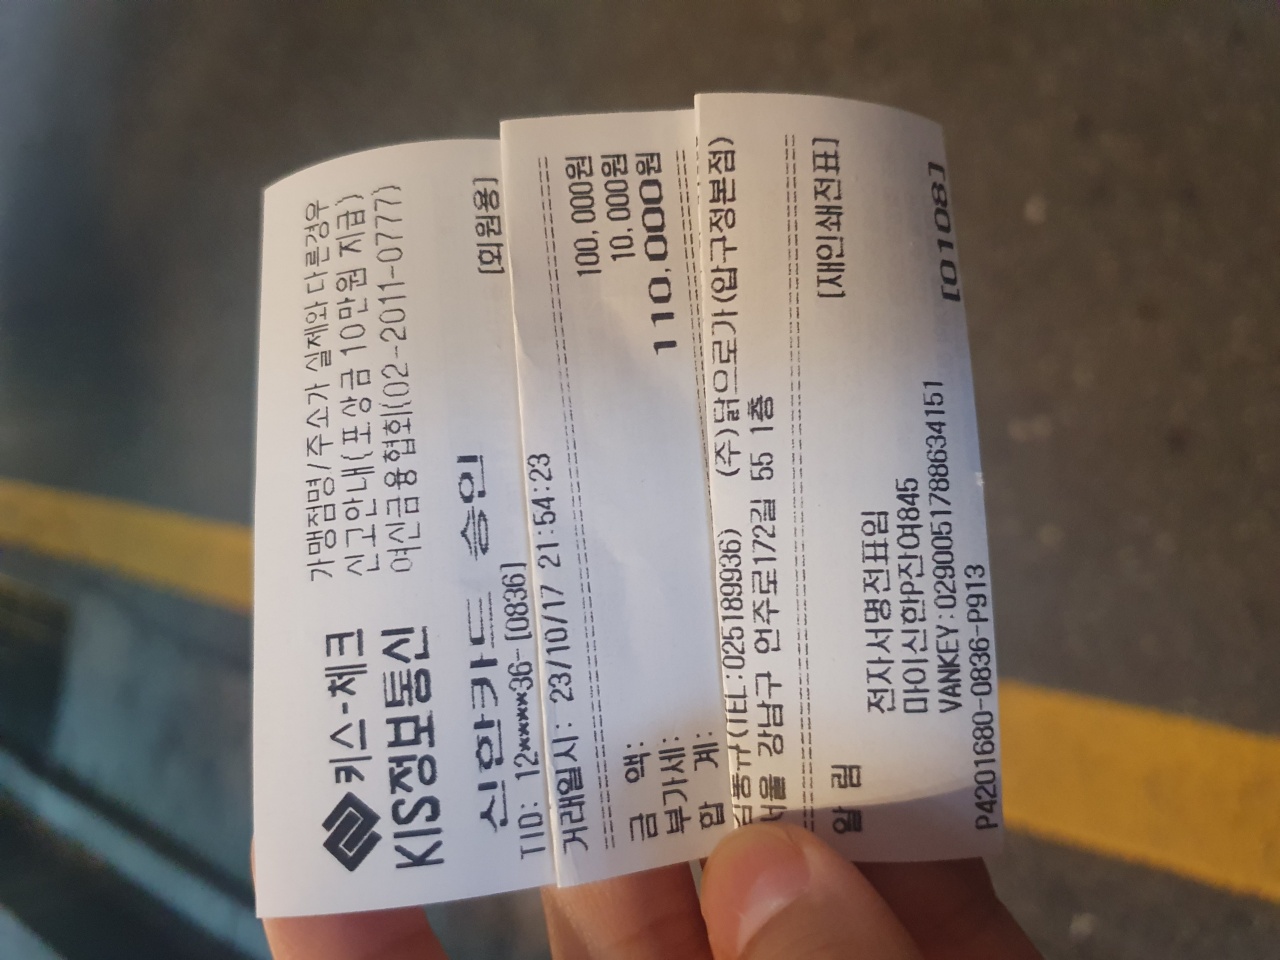 키스-체크
KIS정보통신
가맹점명/주소가 실제와 다른경우
신고안내(포상금 10만원 지급)
여신금융협회(02-2011-0777)
신한카드 승인
[회원용]
TID: 12****36-[0836]
거래일시: 23/10/17 21:54:23
금 액: 100,000원
부가세: 10,000원
합 계: 110,000원
김동규(TEL:025189936) (주)닭으로가(압구정본점)
서울 강남구 언주로172길 55 1층
알 림 [재인쇄전표]
전자서명전표임
마이신한P잔여845
VANKEY:0290051788634151
P4201680-0836-P913 [0108]